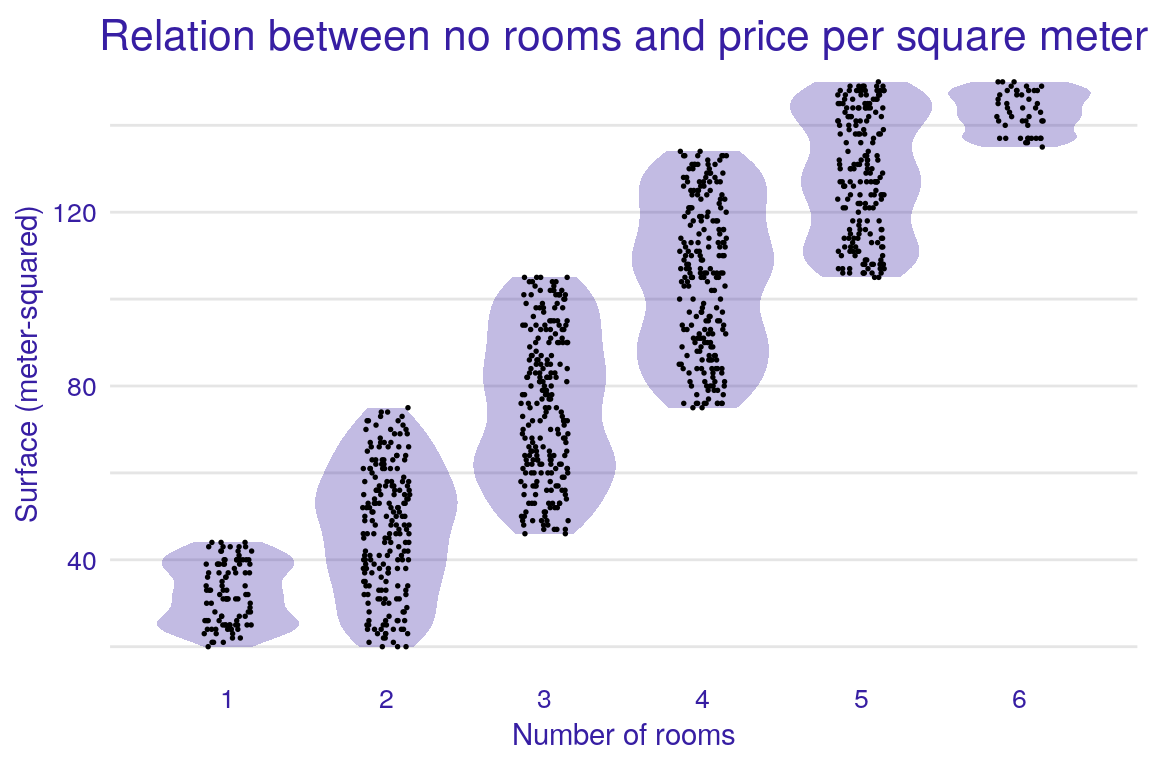 Relation between no rooms and price per square meter
Surface (meter-squared)
120
80
40
1 2 3 4 5 6
Number of rooms